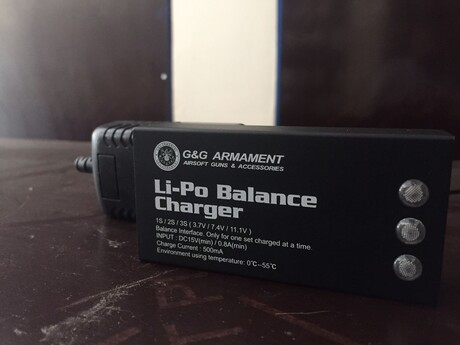 G&G ARMAMENT
AIRSOFT GUNS & ACCESSORIES
Li-Po Balance
Charger
1S / 2S / 3S ( 3.7V / 7.4V / 11.1V )
Balance Interface. Only for one set charged at a time.
INPUT : DC15V(min) / 0.8A(min)
Charge Current : 500mA
Environment using temperature: 0℃~55℃